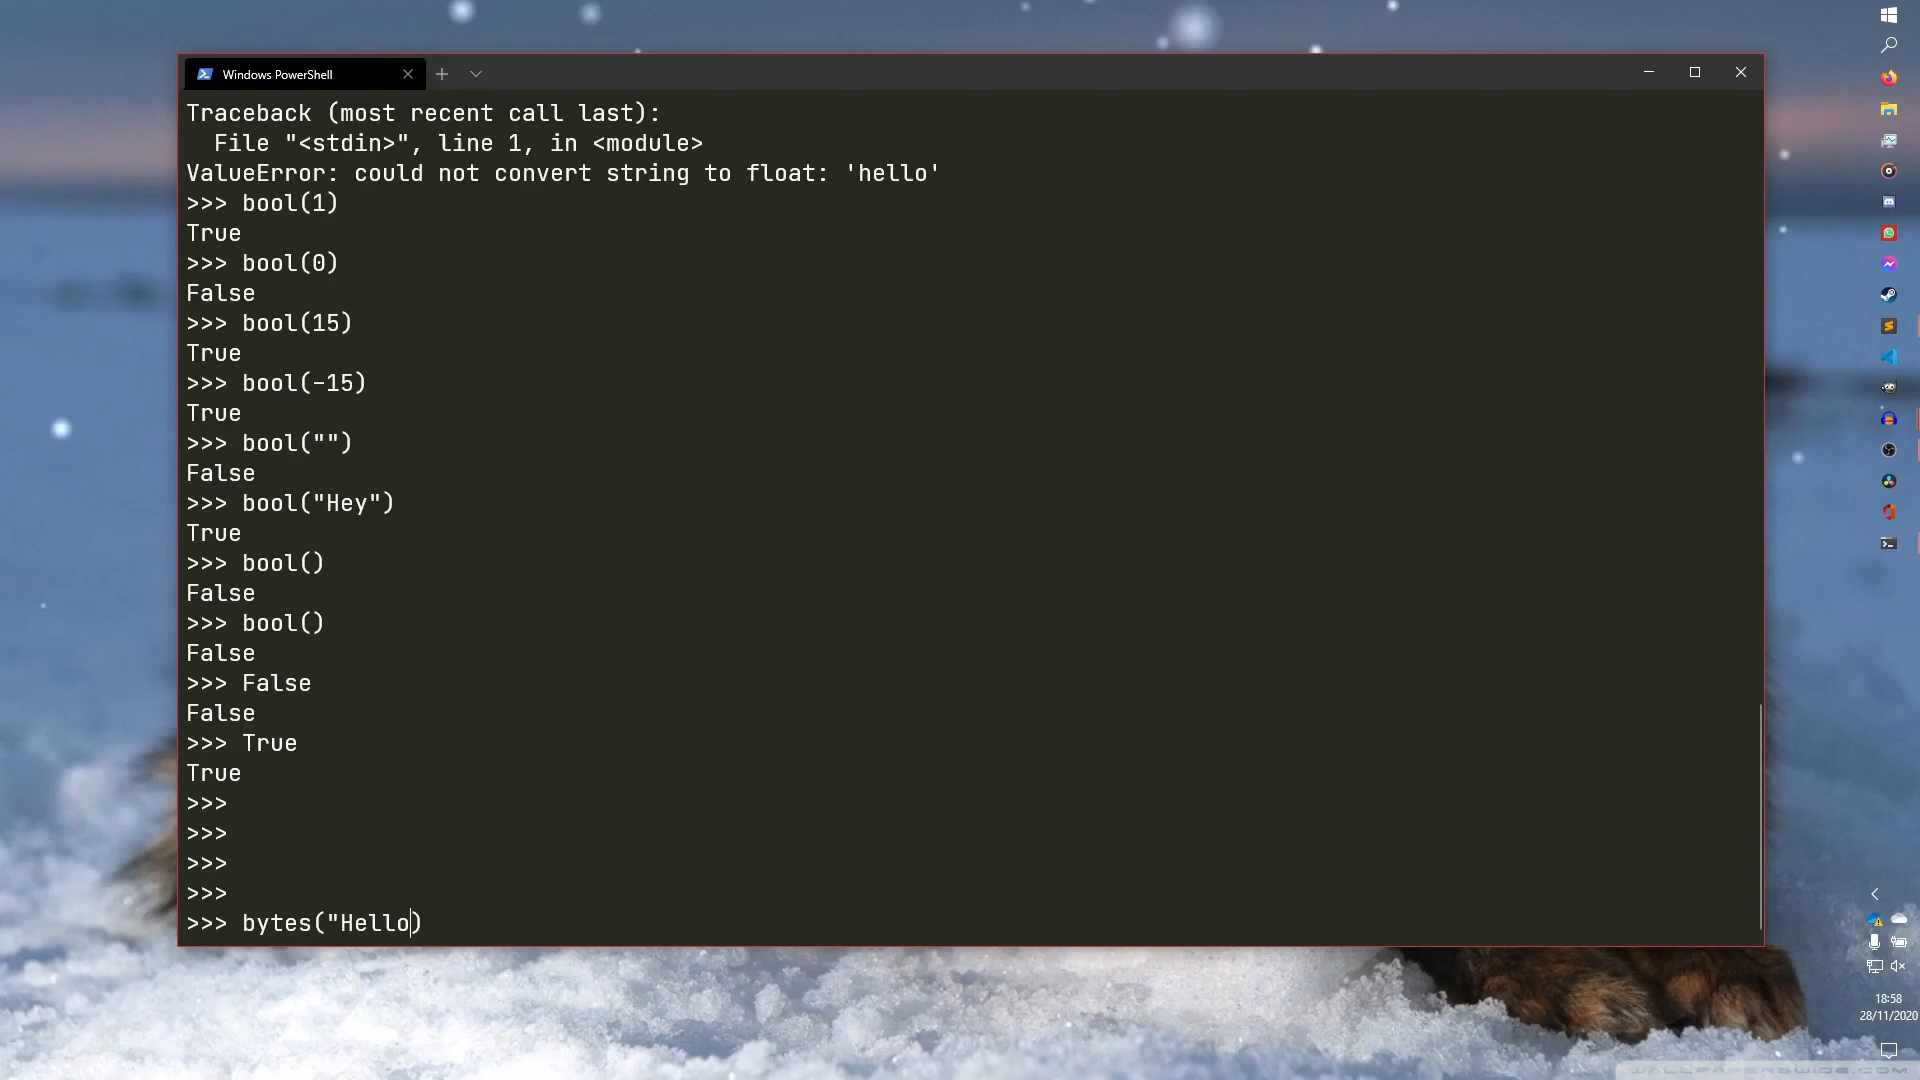 Windows PowerShell
Traceback (most recent call last):
  File "<stdin>", line 1, in <module>
ValueError: could not convert string to float: 'hello'
>>> bool(1)
True
>>> bool(0)
False
>>> bool(15)
True
>>> bool(-15)
True
>>> bool("")
False
>>> bool("Hey")
True
>>> bool()
False
>>> bool()
False
>>> False
False
>>> True
True
>>>
>>>
>>>
>>>
>>> bytes("Hello)
18:58
28/11/2020
WALLPAPERSWIDE.COM